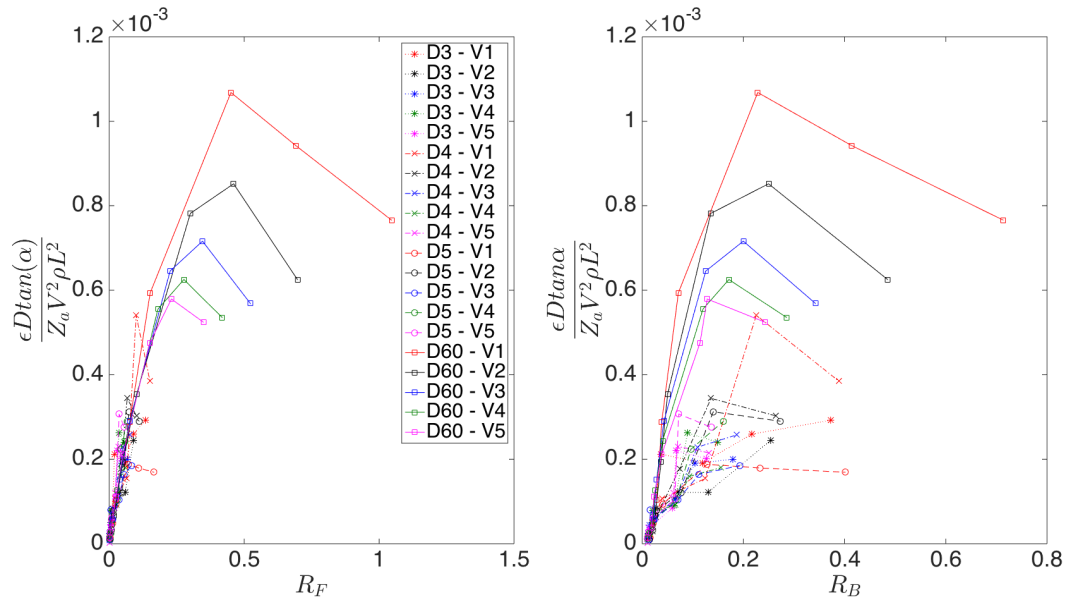 ×10⁻³
1.2
1
0.8
0.6
0.4
0.2
0
0
0.5
1
1.5
R_F
ϵDtan(α)
Z_aV²ρL²
D3 - V1
D3 - V2
D3 - V3
D3 - V4
D3 - V5
D4 - V1
D4 - V2
D4 - V3
D4 - V4
D4 - V5
D5 - V1
D5 - V2
D5 - V3
D5 - V4
D5 - V5
D60 - V1
D60 - V2
D60 - V3
D60 - V4
D60 - V5
×10⁻³
1.2
1
0.8
0.6
0.4
0.2
0
0
0.2
0.4
0.6
0.8
R_B
ϵDtanα
Z_aV²ρL²